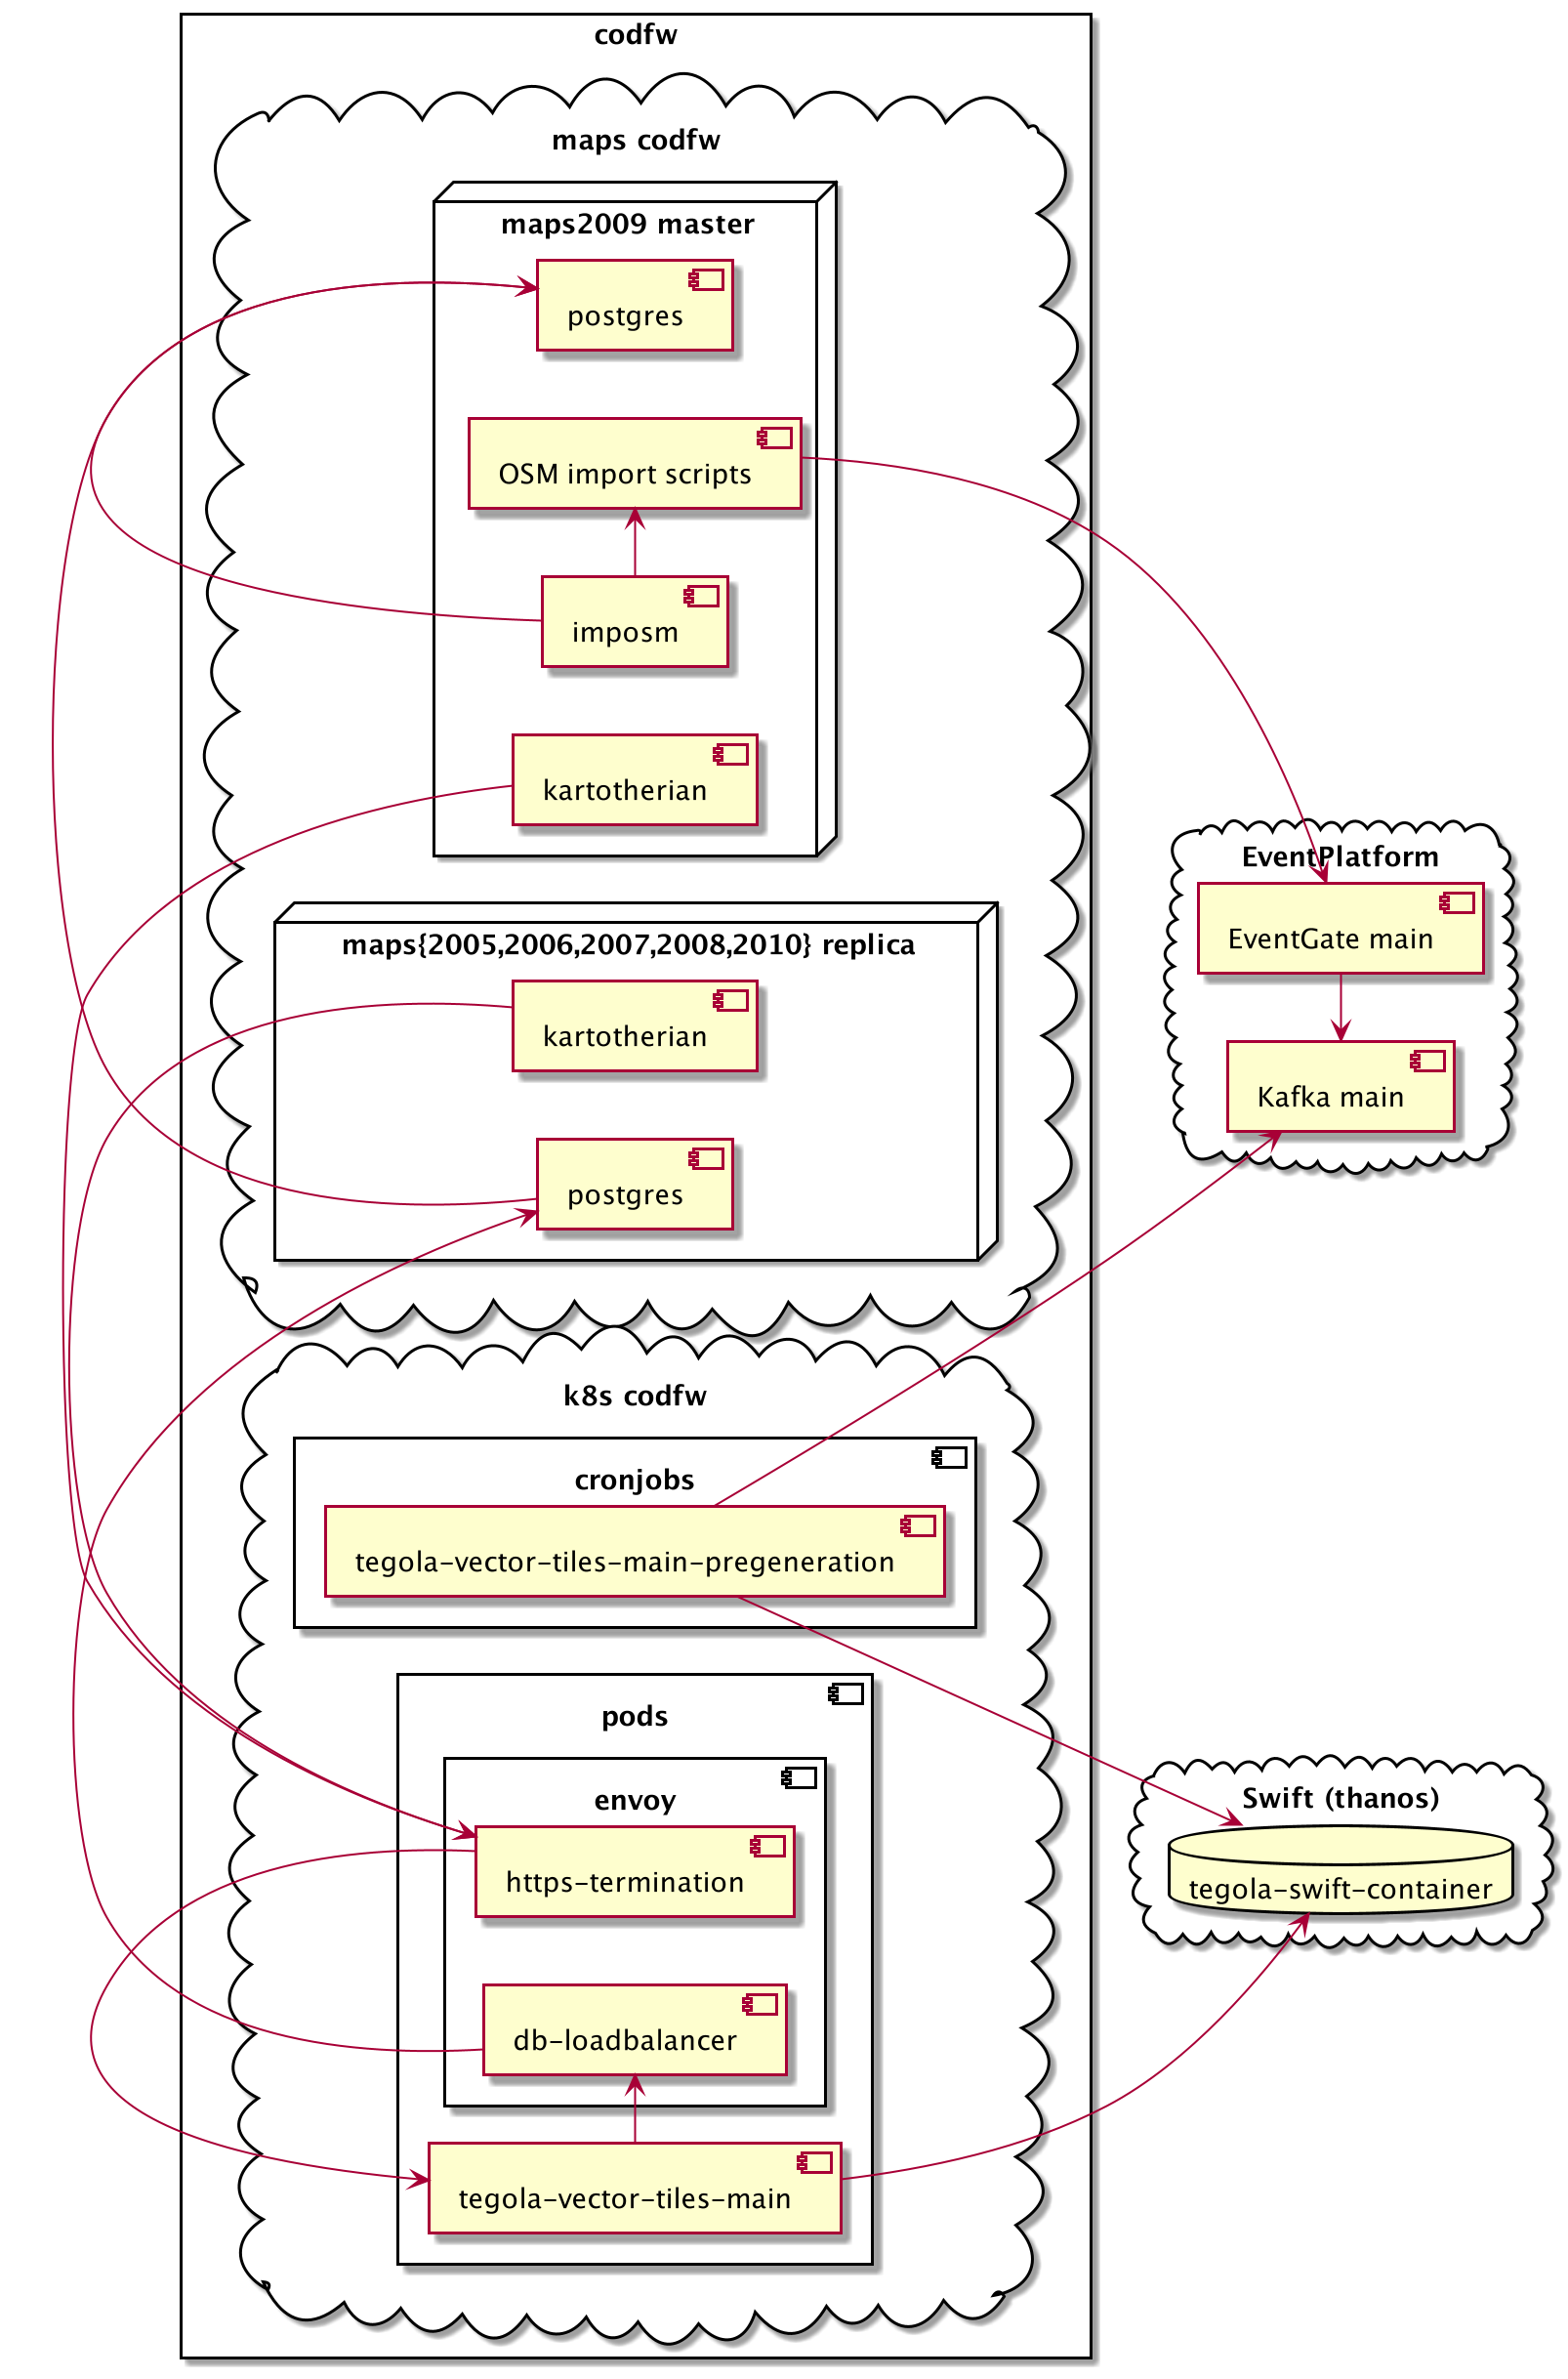 codfw
maps codfw
maps2009 master
postgres
OSM import scripts
imposm
kartotherian
maps{2005,2006,2007,2008,2010} replica
kartotherian
postgres
k8s codfw
cronjobs
tegola-vector-tiles-main-pregeneration
pods
envoy
https-termination
db-loadbalancer
tegola-vector-tiles-main
EventPlatform
EventGate main
Kafka main
Swift (thanos)
tegola-swift-container